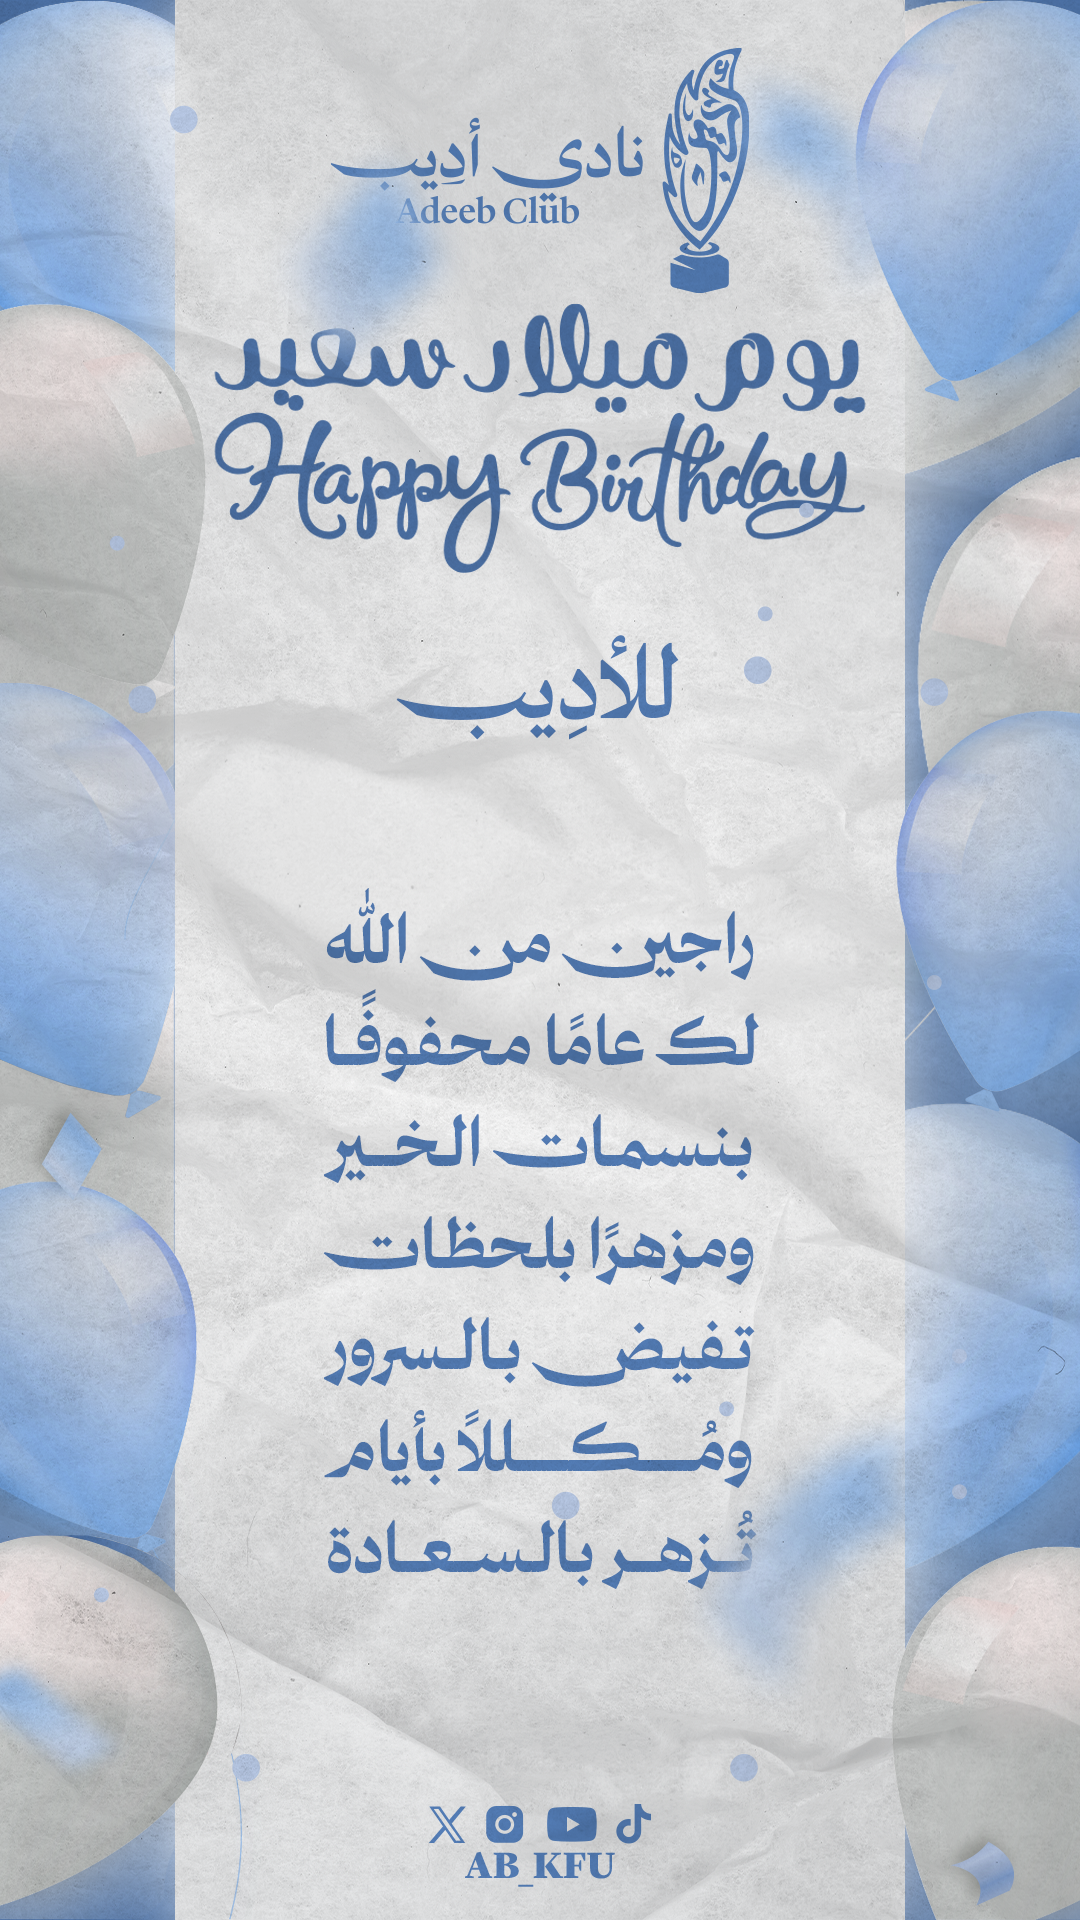 نادي أدِيب
Adeeb Club
يوم ميلاد سعيد
Happy Birthday
للأدِيب
راجين من الله
لك عامًا محفوفًا
بنسمات الخير
ومزهرًا بلحظات
تفيض بالسرور
ومُكللاً بأيام
تُزهر بالسعادة
AB_KFU